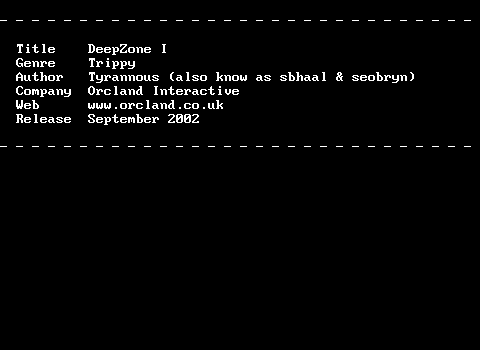 Title DeepZone I
Genre Trippy
Author Tyrannous (also know as sbhaal & seobryn)
Company Orcland Interactive
Web www.orcland.co.uk
Release September 2002